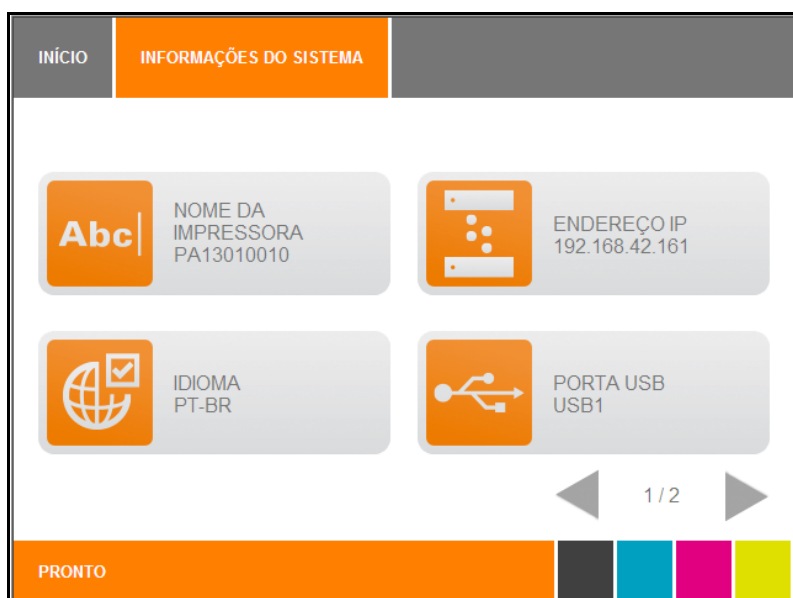 INÍCIO
INFORMAÇÕES DO SISTEMA
Abc
NOME DA
IMPRESSORA
PA13010010
ENDEREÇO IP
192.168.42.161
IDIOMA
PT-BR
PORTA USB
USB1
1 / 2
PRONTO